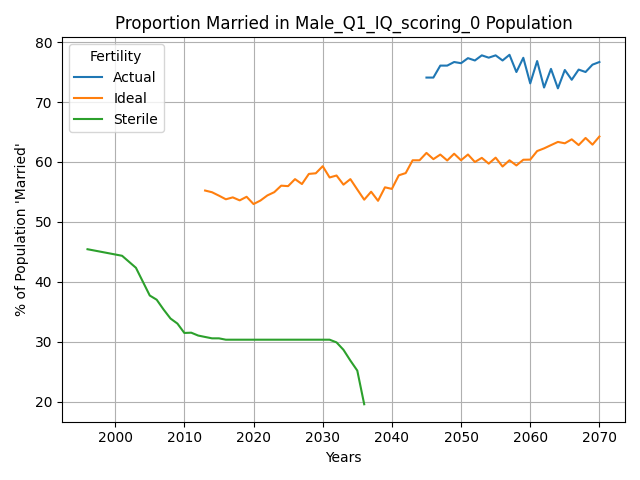 Proportion Married in Male_Q1_IQ_scoring_0 Population
80
70
60
50
40
30
20
% of Population 'Married'
Fertility
Actual
Ideal
Sterile
2000 2010 2020 2030 2040 2050 2060 2070
Years